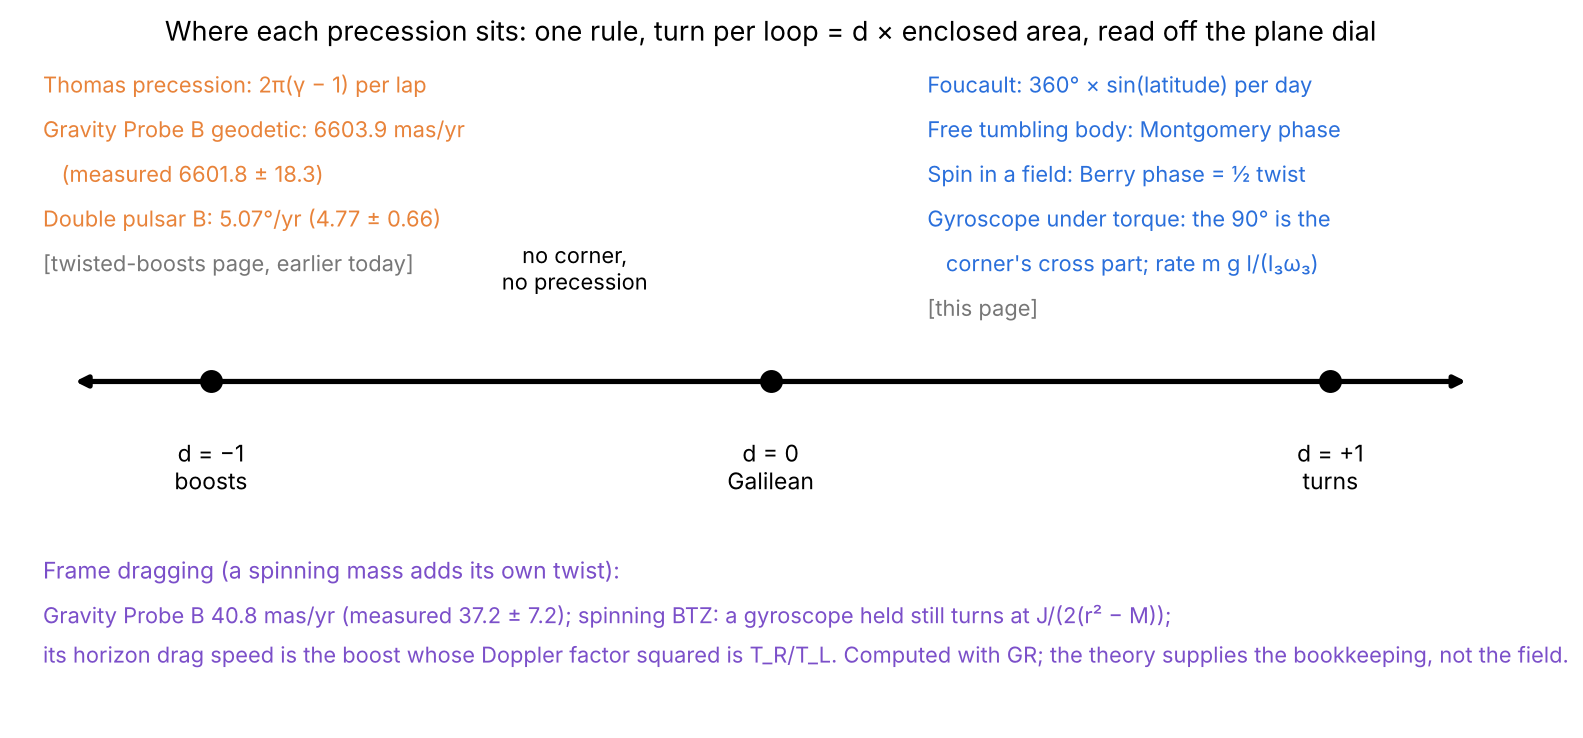 Where each precession sits: one rule, turn per loop = d × enclosed area, read off the plane dial
Thomas precession: 2π(γ − 1) per lap
Gravity Probe B geodetic: 6603.9 mas/yr
(measured 6601.8 ± 18.3)
Double pulsar B: 5.07°/yr (4.77 ± 0.66)
[twisted-boosts page, earlier today]
no corner,
no precession
Foucault: 360° × sin(latitude) per day
Free tumbling body: Montgomery phase
Spin in a field: Berry phase = ½ twist
Gyroscope under torque: the 90° is the
corner's cross part; rate m g l/(I₃ω₃)
[this page]
d = −1
boosts
d = 0
Galilean
d = +1
turns
Frame dragging (a spinning mass adds its own twist):
Gravity Probe B 40.8 mas/yr (measured 37.2 ± 7.2); spinning BTZ: a gyroscope held still turns at J/(2(r² − M));
its horizon drag speed is the boost whose Doppler factor squared is T_R/T_L. Computed with GR; the theory supplies the bookkeeping, not the field.